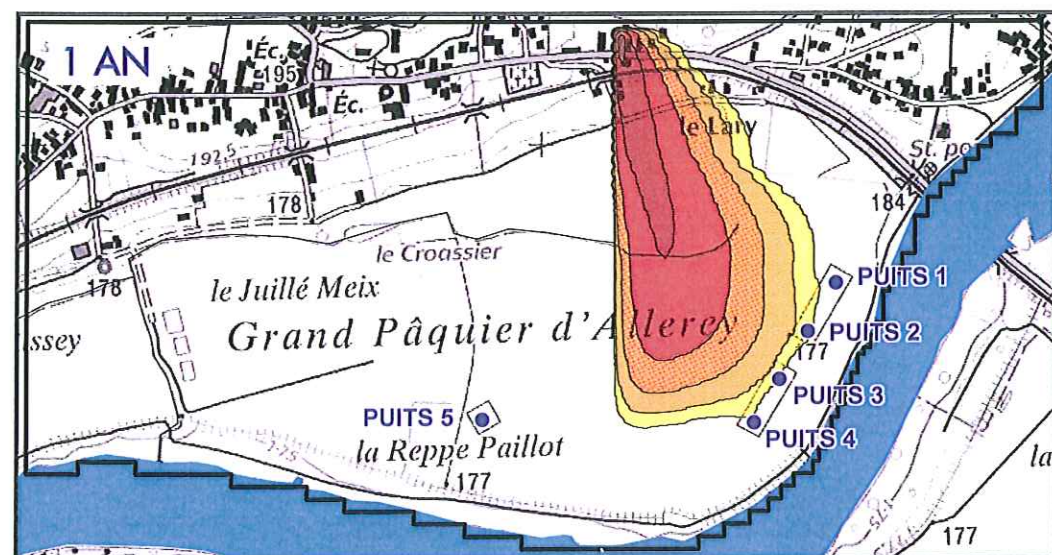 1 AN
Éc.
195
Éc.
192.5
le Lary
St. po
184
178
le Croassier
178
le Juillé Meix
PUITS 1
Grand Pâquier d'Allerey
ssey
PUITS 2
177
PUITS 3
PUITS 5
PUITS 4
la Reppe Paillot
la
175
177
175
177